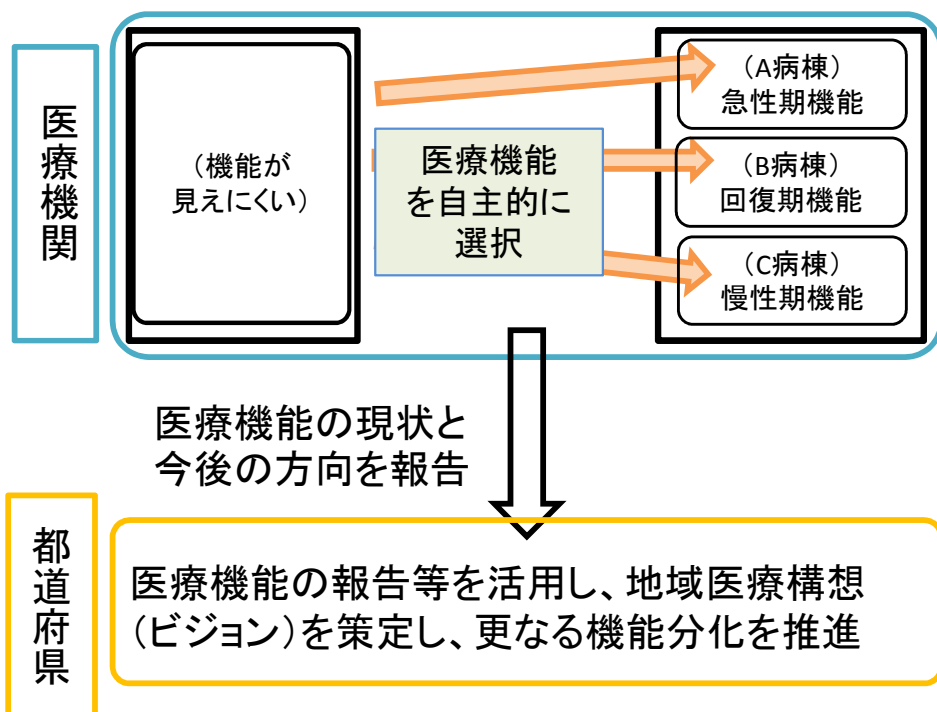 医療機関
（機能が
見えにくい）
医療機能
を自主的に
選択
（A病棟）
急性期機能
（B病棟）
回復期機能
（C病棟）
慢性期機能
医療機能の現状と
今後の方向を報告
都道府県
医療機能の報告等を活用し、地域医療構想
（ビジョン）を策定し、更なる機能分化を推進